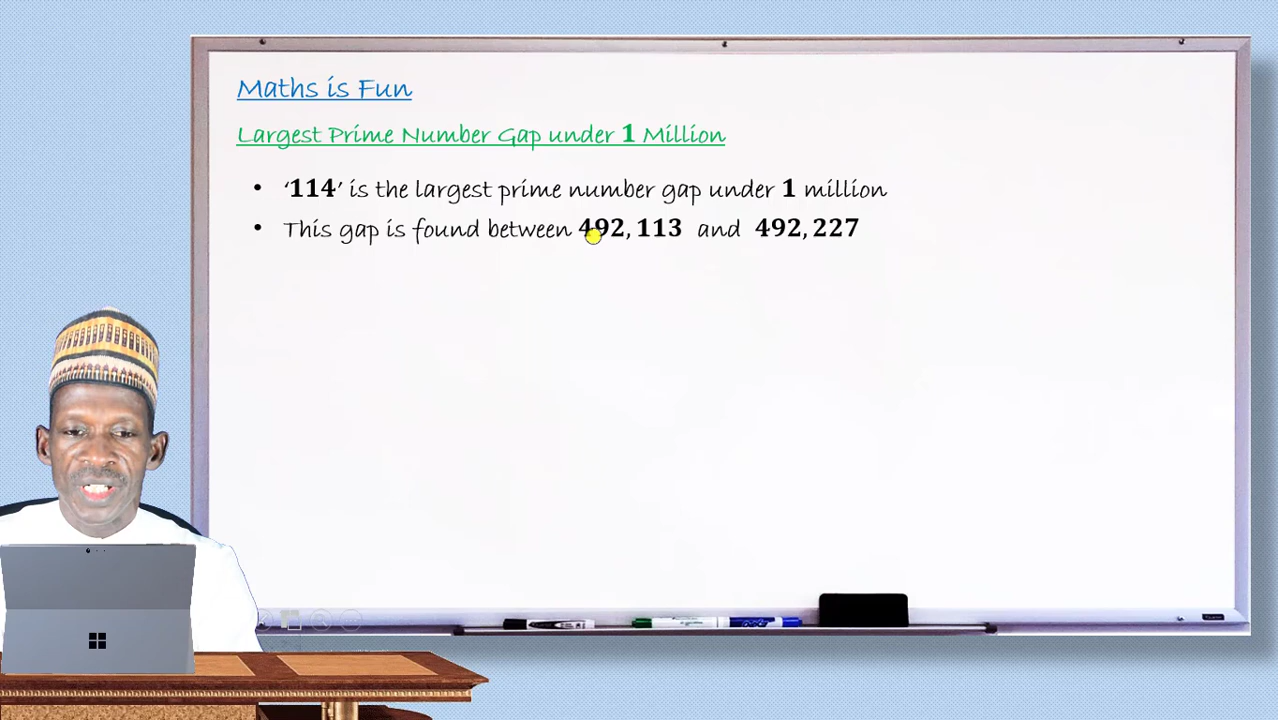 Maths is Fun
Largest Prime Number Gap under 1 Million
• ‘114’ is the largest prime number gap under 1 million
• This gap is found between 492,113 and 492,227